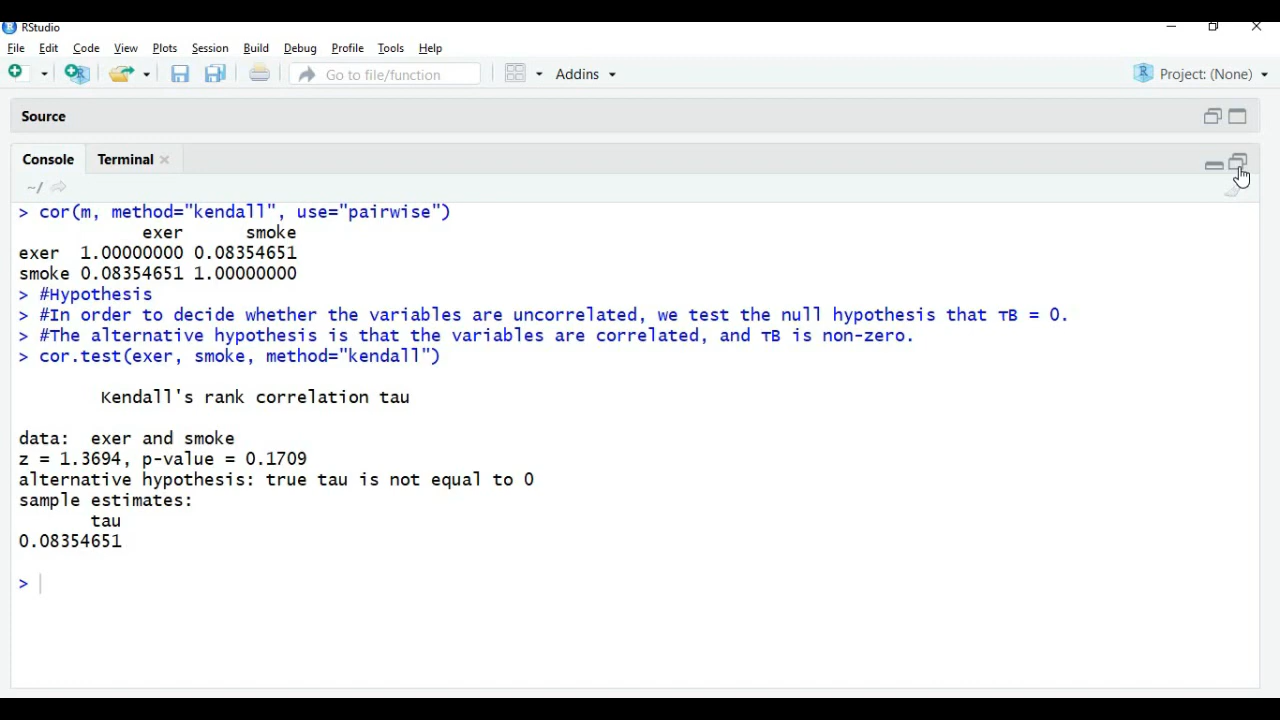 RStudio
File Edit Code View Plots Session Build Debug Profile Tools Help
Go to file/function Addins Project: (None)
Source
Console Terminal
~/
> cor(m, method="kendall", use="pairwise")
exer smoke
exer 1.00000000 0.08354651
smoke 0.08354651 1.00000000
> #Hypothesis
> #In order to decide whether the variables are uncorrelated, we test the null hypothesis that τB = 0.
> #The alternative hypothesis is that the variables are correlated, and τB is non-zero.
> cor.test(exer, smoke, method="kendall")
Kendall's rank correlation tau
data: exer and smoke
z = 1.3694, p-value = 0.1709
alternative hypothesis: true tau is not equal to 0
sample estimates:
tau
0.08354651
>